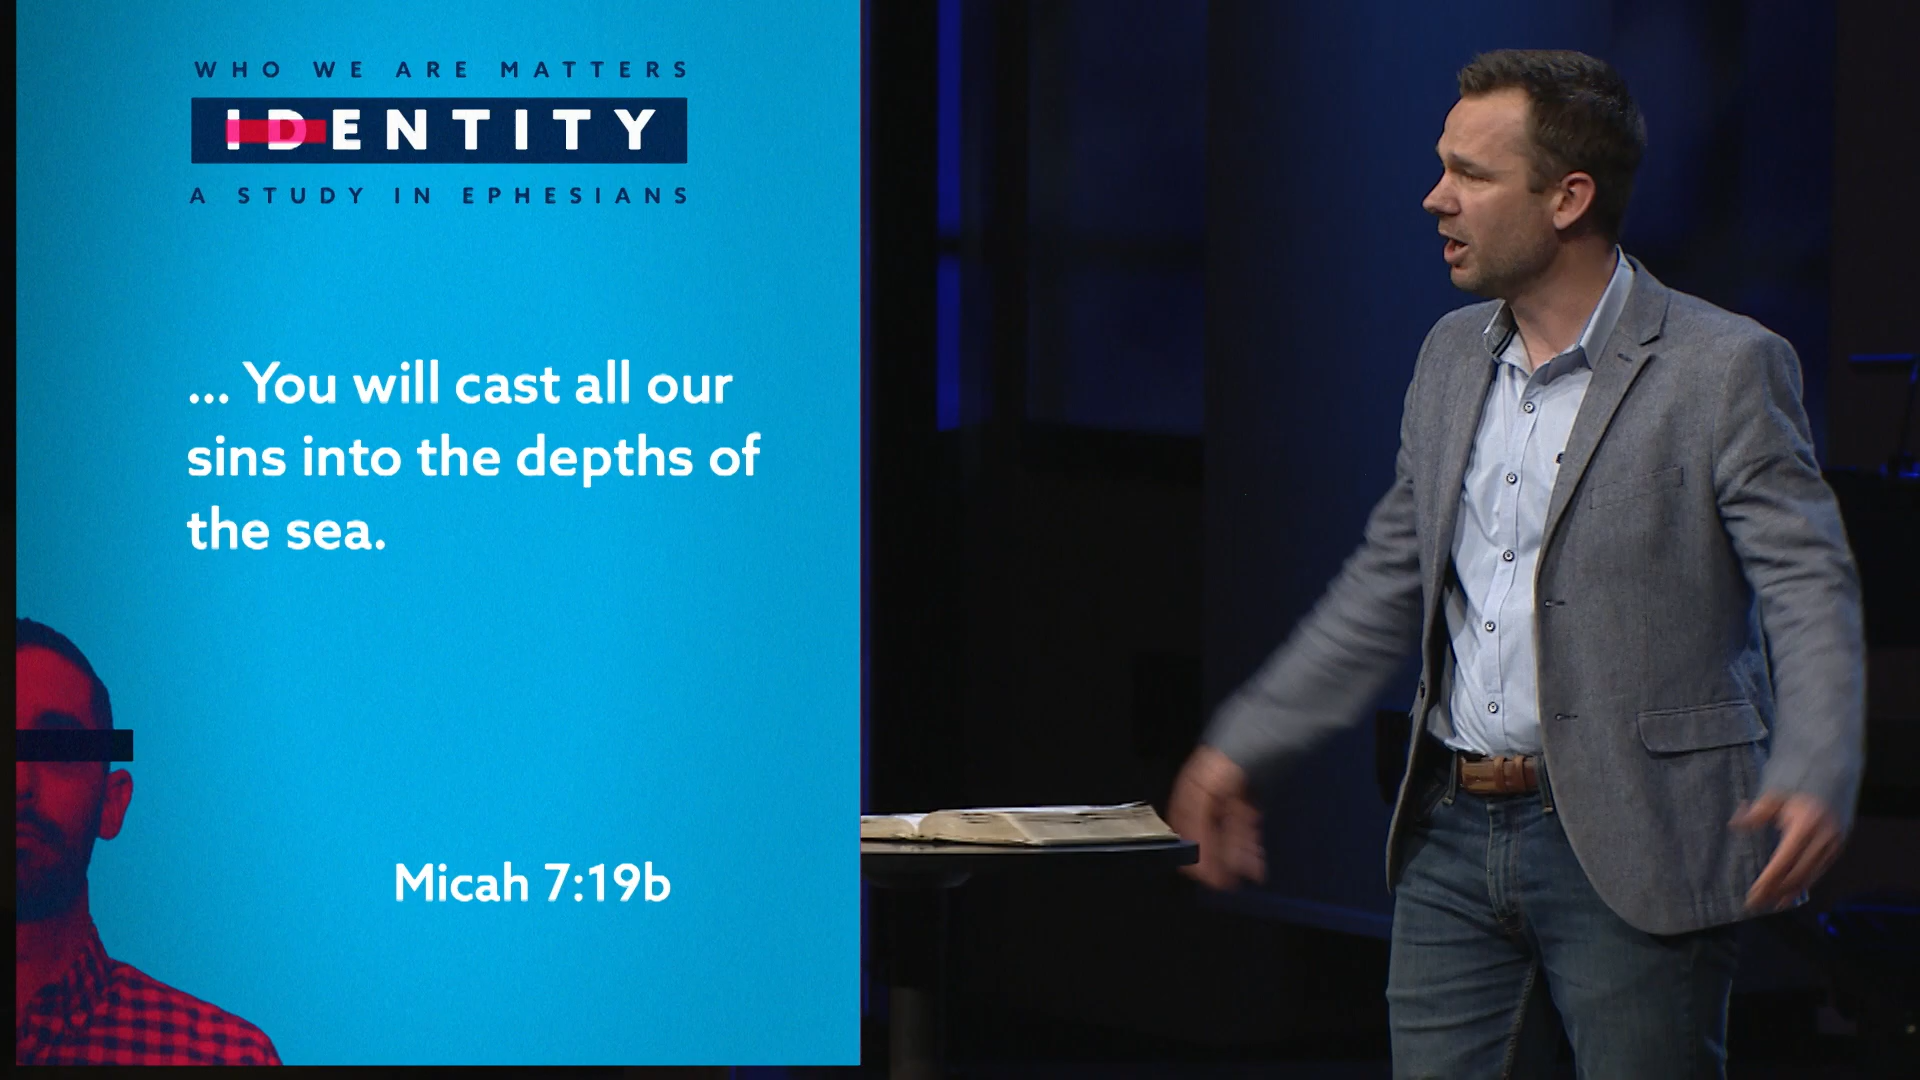 WHO WE ARE MATTERS
IDENTITY
A STUDY IN EPHESIANS
... You will cast all our
sins into the depths of
the sea.
Micah 7:19b